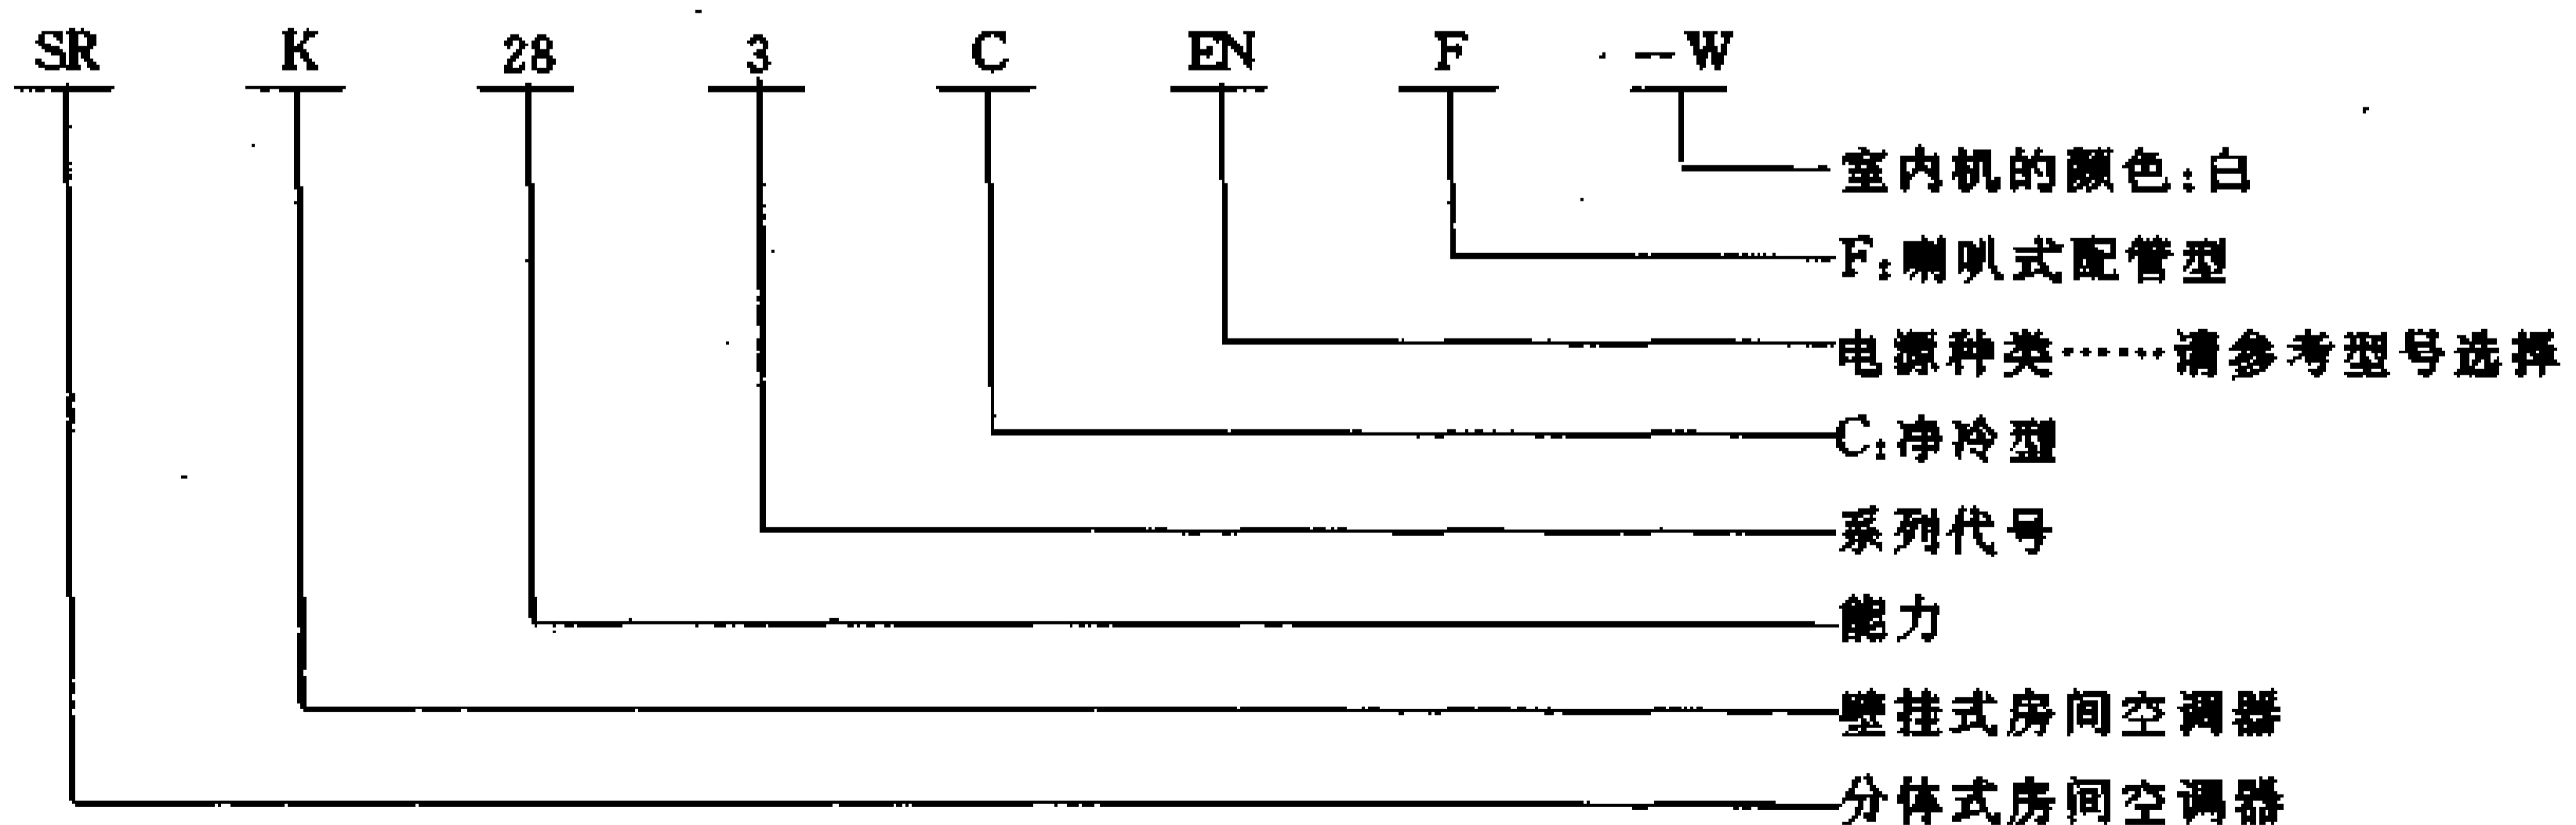 SR K 28 3 C EN F -W
室内机的颜色:白
F:喇叭式配管型
电源种类……请参考型号选择
C:净冷型
系列代号
能力
壁挂式房间空调器
分体式房间空调器